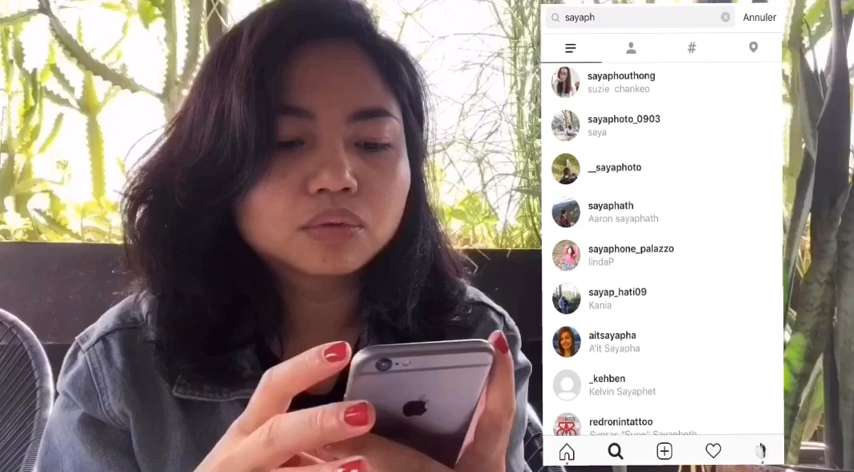 sayaph
Annuler
#
sayaphouthong
suzie chankeo
sayaphoto_0903
saya
__sayaphoto
sayaphath
Aaron sayaphath
sayaphone_palazzo
lindaP
sayap_hati09
Kania
aitsayapha
A'it Sayapha
_kehben
Kelvin Sayaphet
redronintattoo